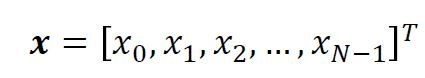 𝒙 = [x₀, x₁, x₂, …, x_{N−1}]ᵀ